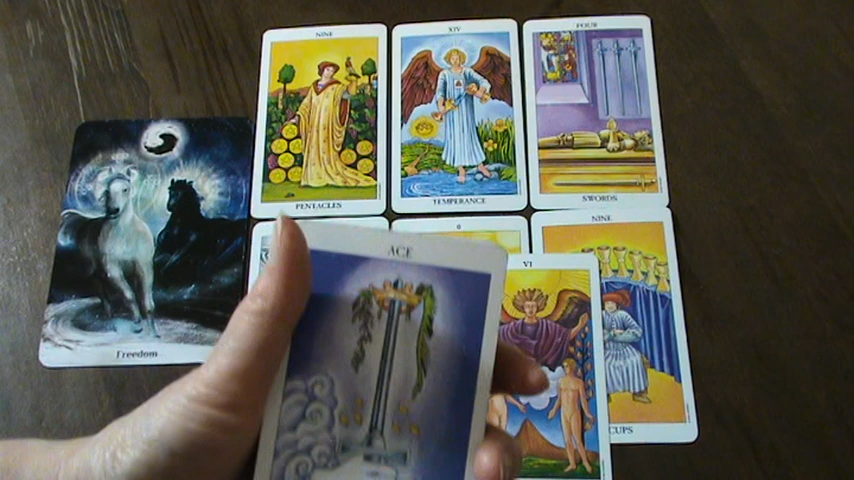 NINE
PENTACLES
XIV
TEMPERANCE
FOUR
SWORDS
Freedom
0
NINE
CUPS
VI
ACE